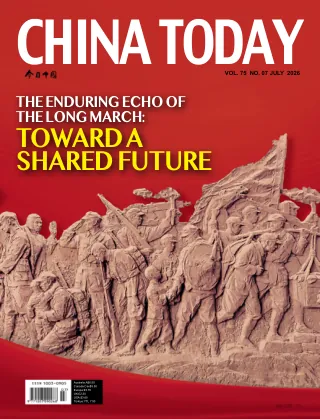 CHINA TODAY
今日中国
VOL. 75 NO. 07 JULY 2026
THE ENDURING ECHO OF
THE LONG MARCH:
TOWARD A
SHARED FUTURE